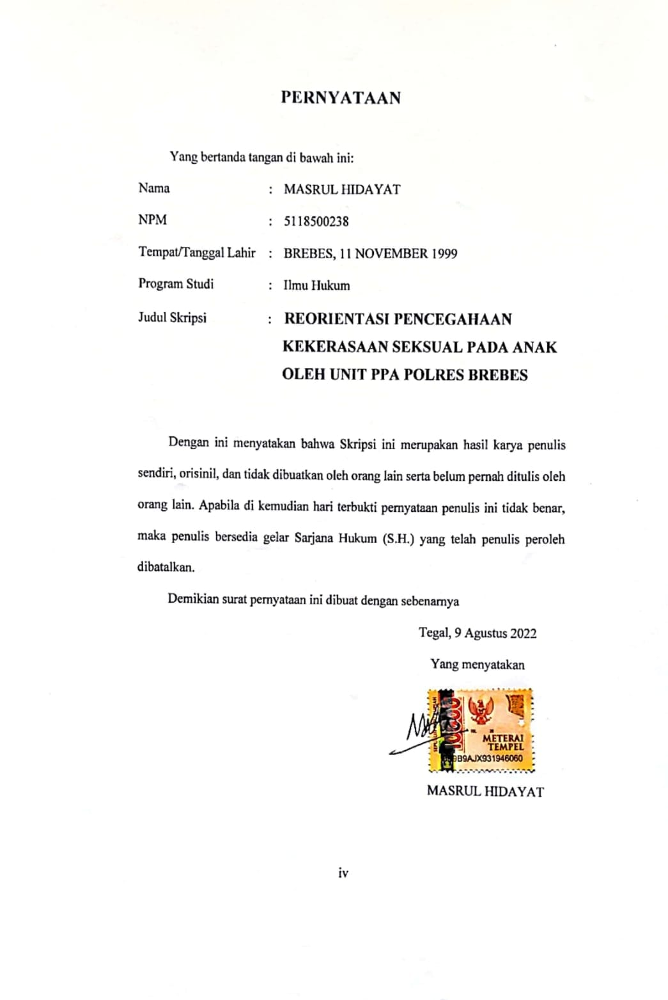 PERNYATAAN
Yang bertanda tangan di bawah ini:
Nama : MASRUL HIDAYAT
NPM : 5118500238
Tempat/Tanggal Lahir : BREBES, 11 NOVEMBER 1999
Program Studi : Ilmu Hukum
Judul Skripsi : REORIENTASI PENCEGAHAAN
KEKERASAAN SEKSUAL PADA ANAK
OLEH UNIT PPA POLRES BREBES
Dengan ini menyatakan bahwa Skripsi ini merupakan hasil karya penulis
sendiri, orisinil, dan tidak dibuatkan oleh orang lain serta belum pernah ditulis oleh
orang lain. Apabila di kemudian hari terbukti pernyataan penulis ini tidak benar,
maka penulis bersedia gelar Sarjana Hukum (S.H.) yang telah penulis peroleh
dibatalkan.
Demikian surat pernyataan ini dibuat dengan sebenarnya
Tegal, 9 Agustus 2022
Yang menyatakan
10000
METERAI
TEMPEL
B9AJX931946060
MASRUL HIDAYAT
iv